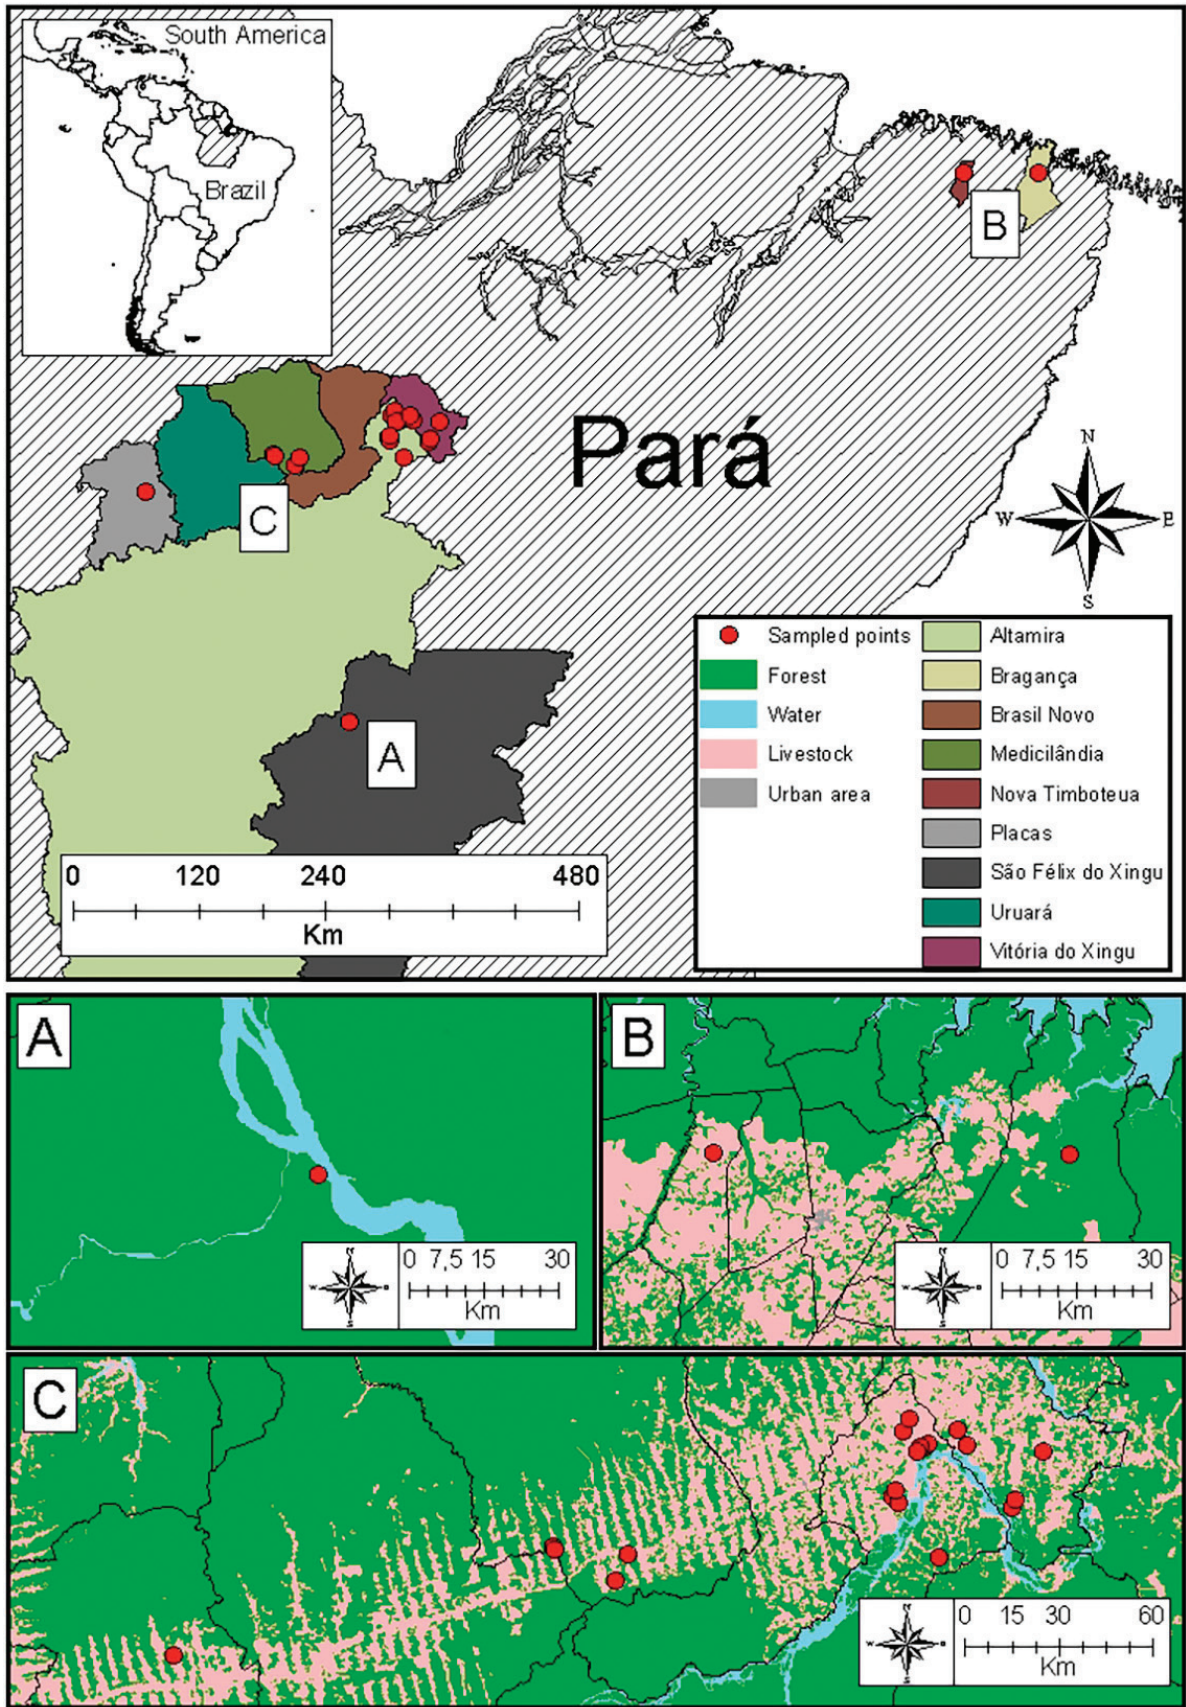 South America
Brazil
B
Pará
C
N
W E
S
A
Sampled points
Forest
Water
Livestock
Urban area
Altamira
Bragança
Brasil Novo
Medicilândia
Nova Timboteua
Placas
São Félix do Xingu
Uruará
Vitória do Xingu
0 120 240 480
Km
A
0 7,5 15 30
Km
B
0 7,5 15 30
Km
C
0 15 30 60
Km